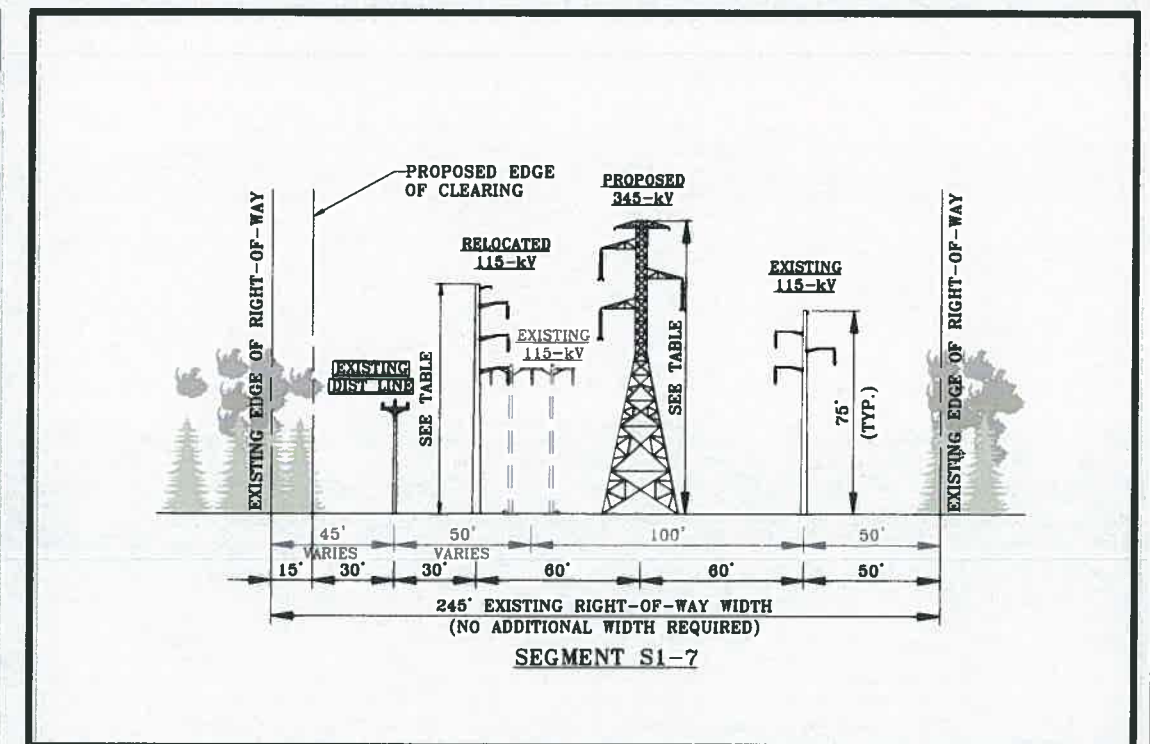 PROPOSED EDGE
OF CLEARING
EXISTING EDGE OF RIGHT-OF-WAY
PROPOSED
345-kV
RELOCATED
115-kV
EXISTING
115-kV
EXISTING
115-kV
EXISTING
DIST LINE
SEE TABLE
SEE TABLE
75'
(TYP.)
EXISTING EDGE OF RIGHT-OF-WAY
45' 50' 100' 50'
VARIES VARIES
15' 30' 30' 60' 60' 50'
245' EXISTING RIGHT-OF-WAY WIDTH
(NO ADDITIONAL WIDTH REQUIRED)
SEGMENT S1-7